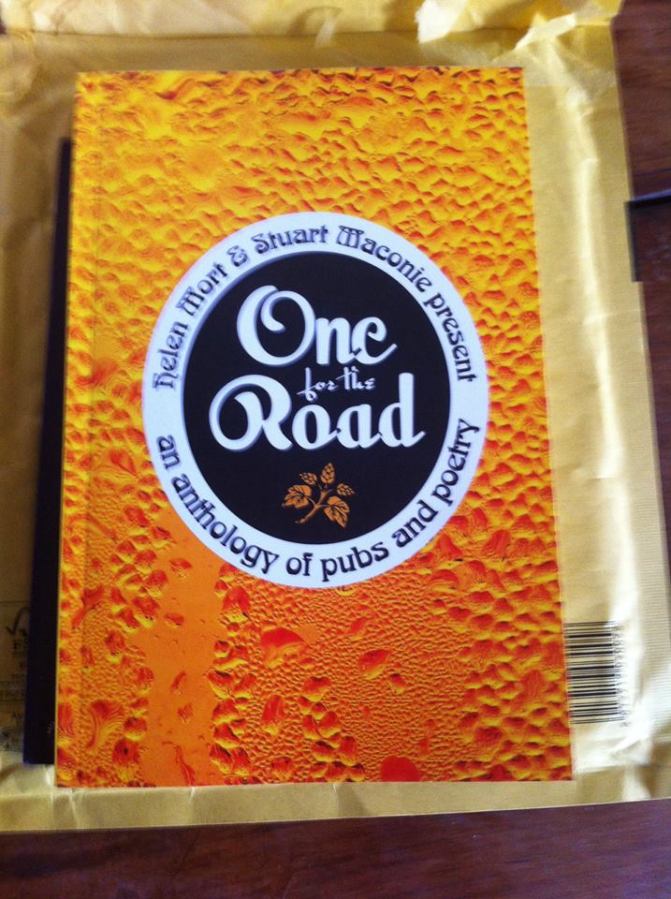 Helen Mort & Stuart Maconie present
One
for the
Road
an anthology of pubs and poetry